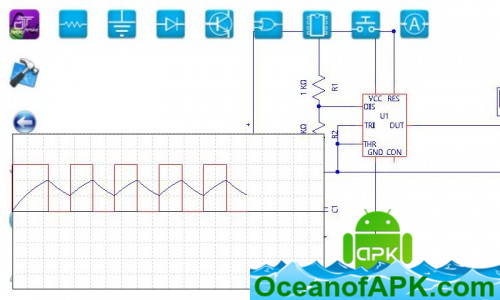 A
1 KΩ
R1
VCC RES
DIS
U1
TRI OUT
KΩ
R2
THR
GND CON
C1
+
APK
OceanofAPK.com